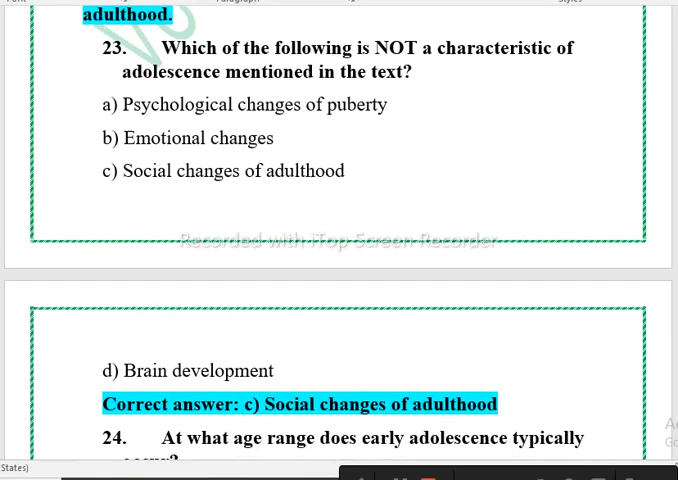 adulthood.
23. Which of the following is NOT a characteristic of
adolescence mentioned in the text?
a) Psychological changes of puberty
b) Emotional changes
c) Social changes of adulthood
Recorded with iTop Screen Recorder
d) Brain development
Correct answer: c) Social changes of adulthood
24. At what age range does early adolescence typically
States)